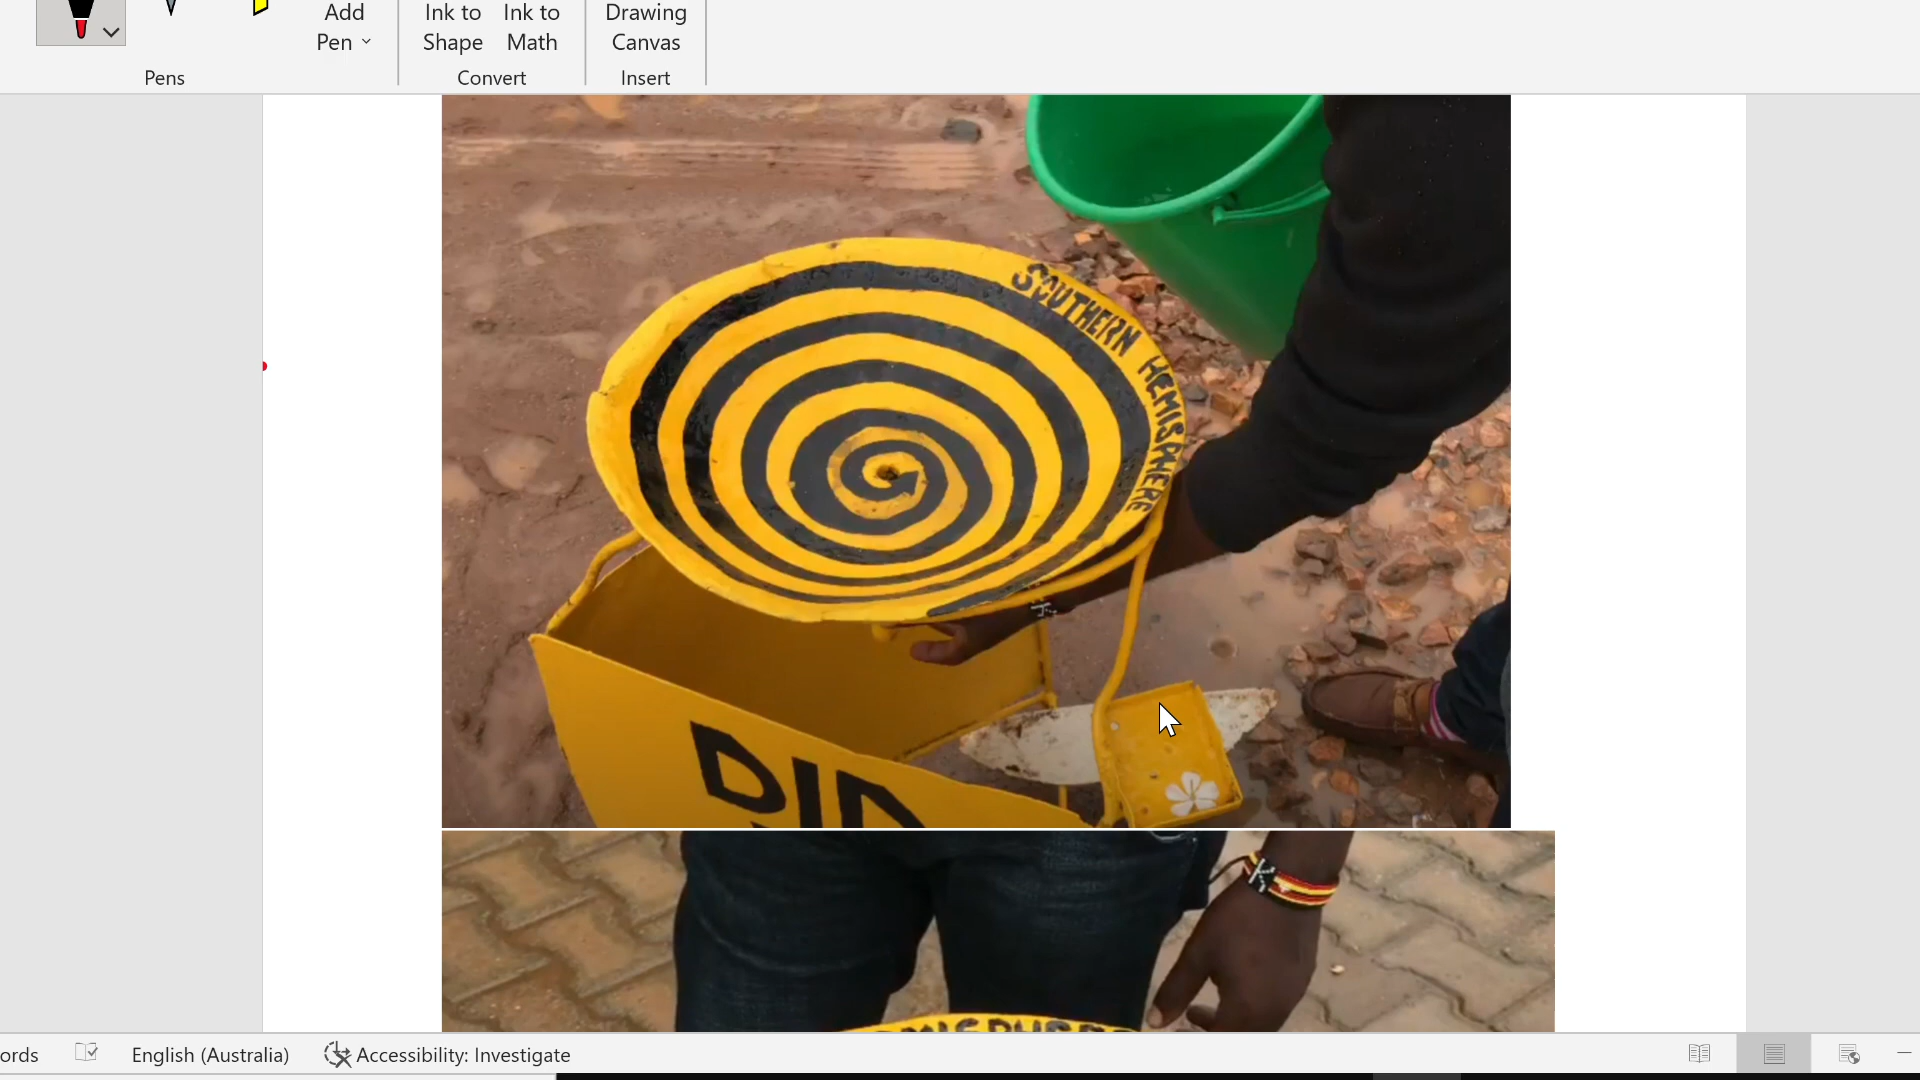 Add
Pen
Ink to
Shape
Ink to
Math
Drawing
Canvas
Pens
Convert
Insert
SOUTHERN HEMISPHERE
ords
English (Australia)
Accessibility: Investigate